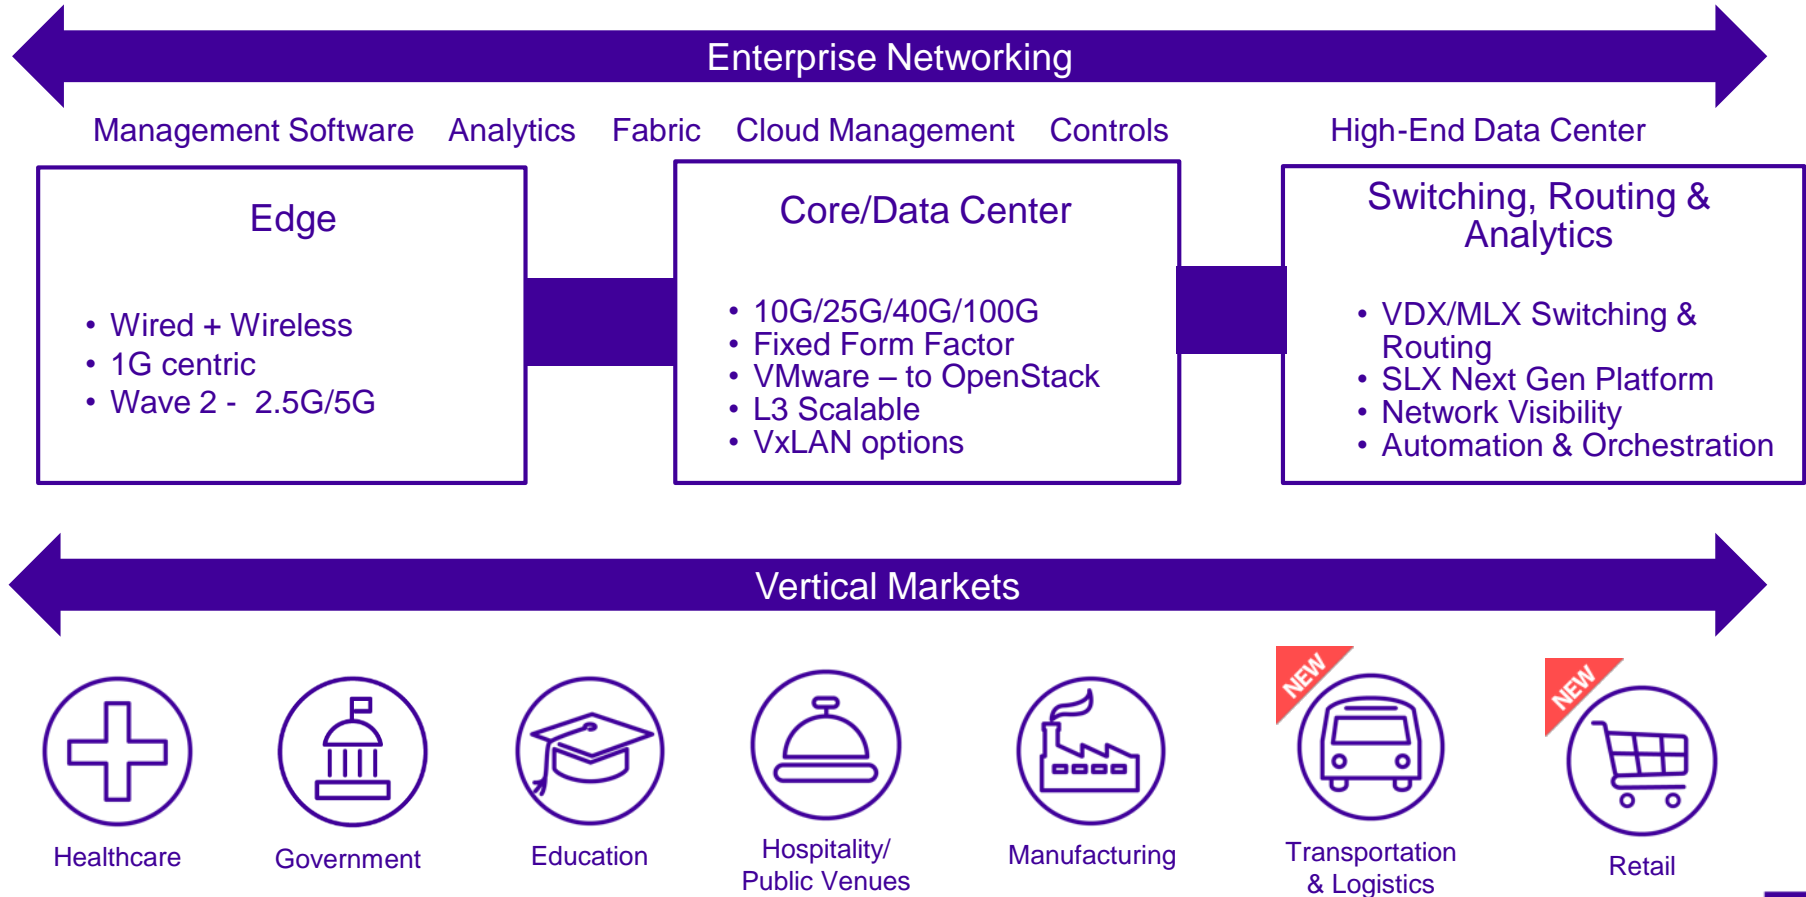 Enterprise Networking
Management Software Analytics Fabric Cloud Management Controls High-End Data Center
Edge
• Wired + Wireless
• 1G centric
• Wave 2 - 2.5G/5G
Core/Data Center
• 10G/25G/40G/100G
• Fixed Form Factor
• VMware – to OpenStack
• L3 Scalable
• VxLAN options
Switching, Routing &
Analytics
• VDX/MLX Switching &
Routing
• SLX Next Gen Platform
• Network Visibility
• Automation & Orchestration
Vertical Markets
Healthcare
Government
Education
Hospitality/
Public Venues
Manufacturing
NEW
Transportation
& Logistics
NEW
Retail